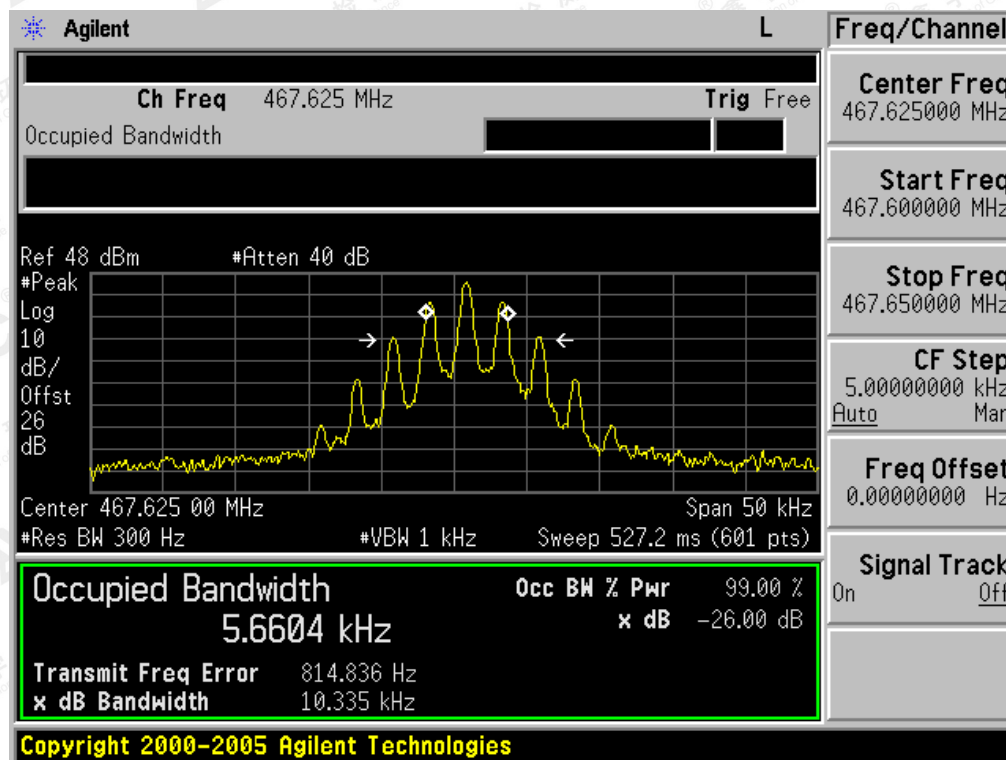 Agilent L
Freq/Channel
Ch Freq 467.625 MHz Trig Free
Occupied Bandwidth
Center Freq
467.625000 MHz
Start Freq
467.600000 MHz
Stop Freq
467.650000 MHz
CF Step
5.00000000 kHz
Auto Man
Freq Offset
0.00000000 Hz
Signal Track
On Off
Ref 48 dBm #Atten 40 dB
#Peak
Log
10
dB/
Offst
26
dB
Center 467.625 00 MHz Span 50 kHz
#Res BW 300 Hz #VBW 1 kHz Sweep 527.2 ms (601 pts)
Occupied Bandwidth Occ BW % Pwr 99.00 %
5.6604 kHz x dB -26.00 dB
Transmit Freq Error 814.836 Hz
x dB Bandwidth 10.335 kHz
Copyright 2000-2005 Agilent Technologies